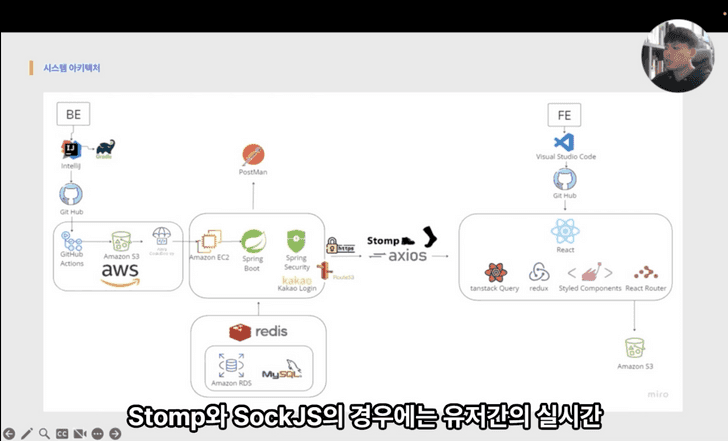 시스템 아키텍처
BE
IntelliJ
Gradle
Git Hub
GitHub
Actions
Amazon S3
aws
PostMan
Amazon EC2
Spring
Boot
Spring
Security
kakao
Kakao Login
https
Route53
Stomp
axios
redis
Amazon RDS
MySQL
FE
Visual Studio Code
Git Hub
React
tanstack Query
redux
Styled Components
React Router
Amazon S3
miro
Stomp와 SockJS의 경우에는 유저간의 실시간